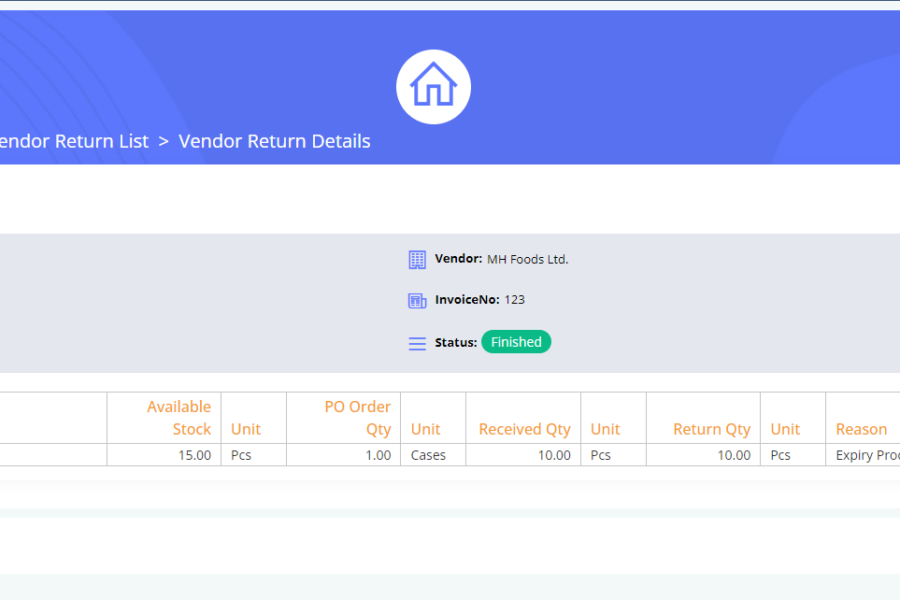 endor Return List > Vendor Return Details
Vendor: MH Foods Ltd.
InvoiceNo: 123
Status: Finished
Available Stock Unit PO Order Qty Unit Received Qty Unit Return Qty Unit Reason
15.00 Pcs 1.00 Cases 10.00 Pcs 10.00 Pcs Expiry Proc